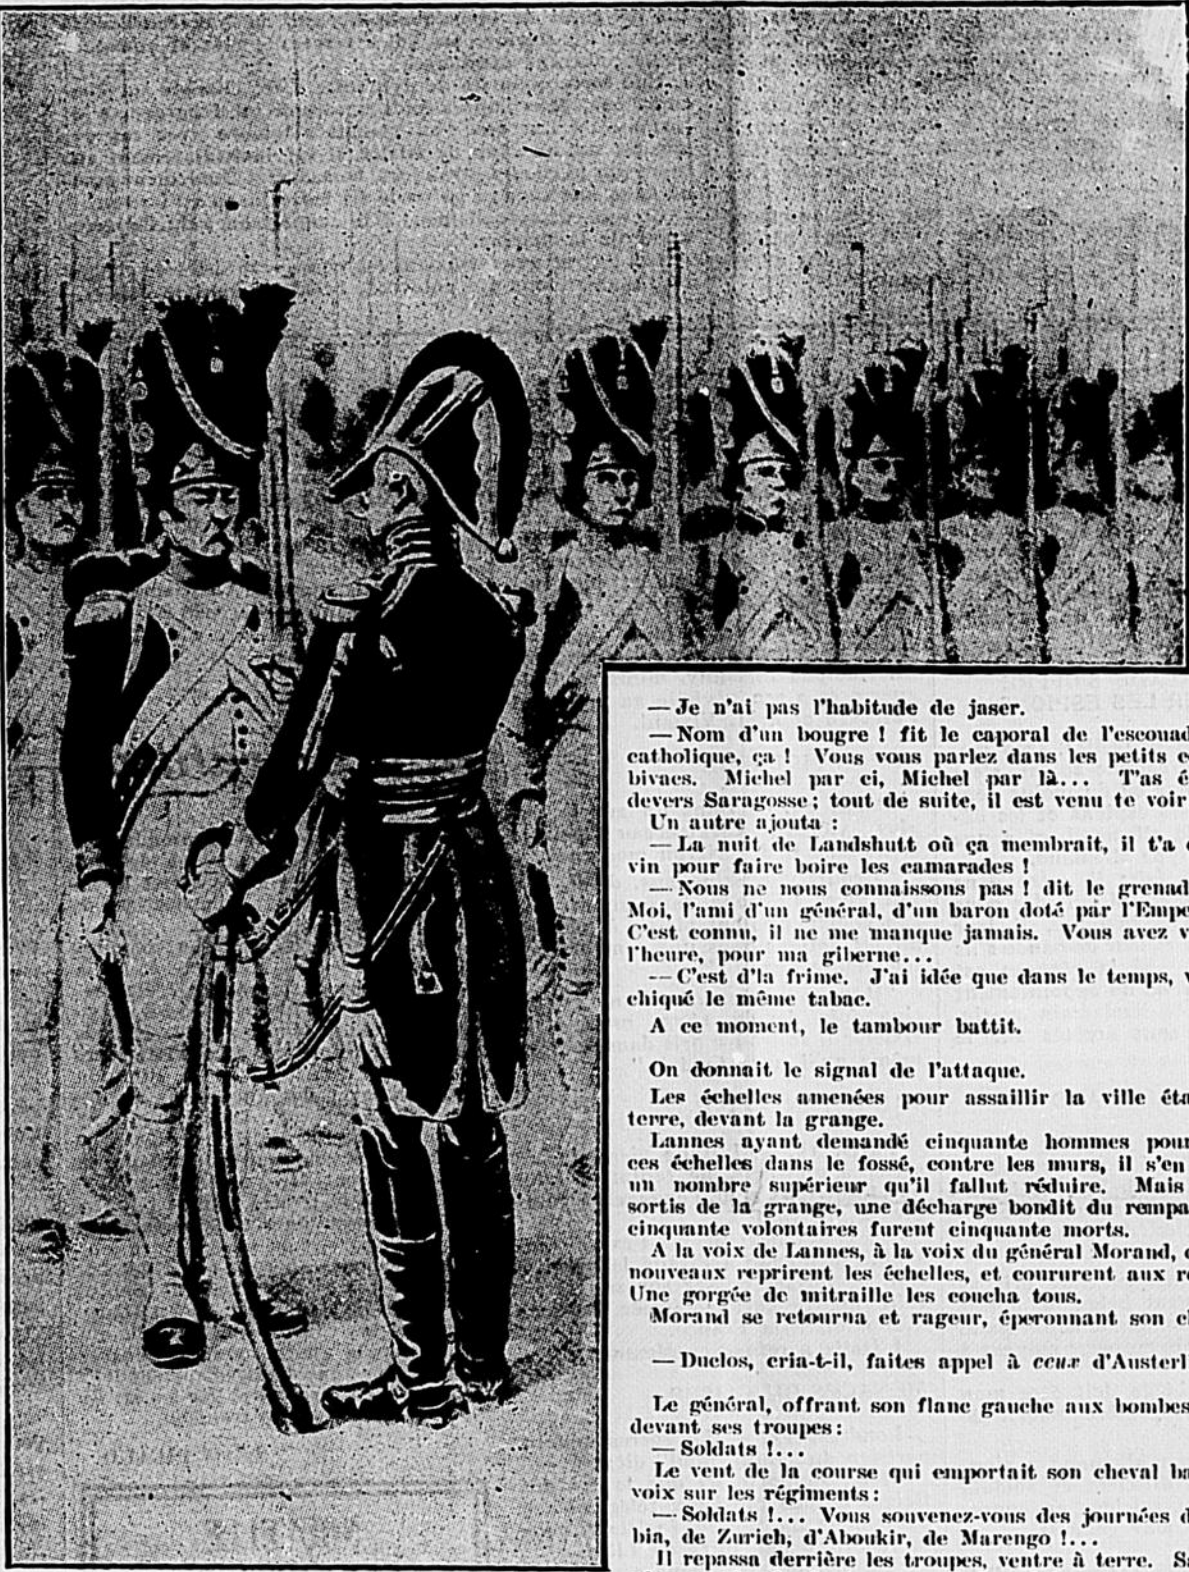 — Je n'ai pas l'habitude de jaser.
— Nom d'un bougre ! fit le caporal de l'escouad
catholique, ça ! Vous vous parlez dans les petits c
bivacs. Michel par ci, Michel par là... T'as é
devers Saragosse; tout de suite, il est venu te voir
Un autre ajouta :
— La nuit de Landshutt où ça membrait, il t'a
vin pour faire boire les camarades !
— Nous ne nous connaissons pas ! dit le grenad
Moi, l'ami d'un général, d'un baron doté par l'Empe
C'est connu, il ne me manque jamais. Vous avez v
l'heure, pour ma giberne...
— C'est d'la frime. J'ai idée que dans le temps, v
chiqué le même tabac.
A ce moment, le tambour battit.
On donnait le signal de l'attaque.
Les échelles amenées pour assaillir la ville éta
terre, devant la grange.
Lannes ayant demandé cinquante hommes pour
ces échelles dans le fossé, contre les murs, il s'en
un nombre supérieur qu'il fallut réduire. Mais
sortis de la grange, une décharge bondit du rempa
cinquante volontaires furent cinquante morts.
A la voix de Lannes, à la voix du général Morand, c
nouveaux reprirent les échelles, et coururent aux r
Une gorgée de mitraille les coucha tous.
Morand se retourna et rageur, éperonnant son c
— Duclos, cria-t-il, faites appel à ceux d'Austerl
Le général, offrant son flanc gauche aux bombes
devant ses troupes:
— Soldats !...
Le vent de la course qui emportait son cheval ba
voix sur les régiments:
— Soldats !... Vous souvenez-vous des journées d
bia, de Zurich, d'Aboukir, de Marengo !...
Il repassa derrière les troupes, ventre à terre. S